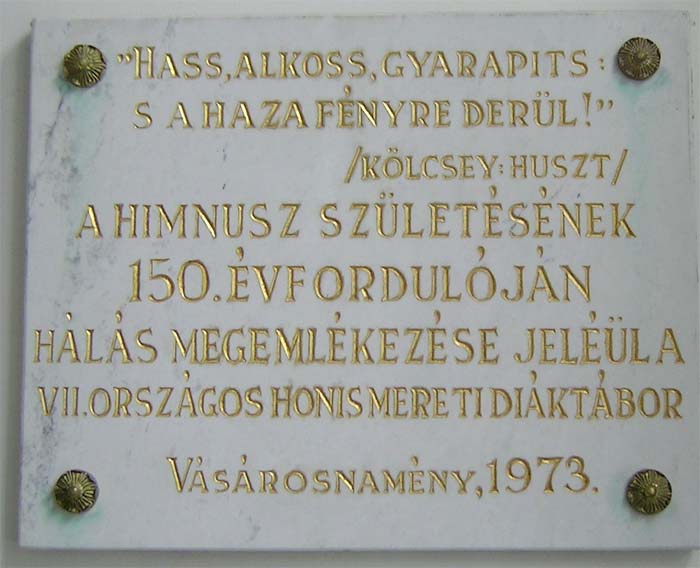 "HASS, ALKOSS, GYARAPITS:
S A HAZA FÉNYRE DERÜL!"
/KÖLCSEY: HUSZT/
A HIMNUSZ SZÜLETÉSÉNEK
150. ÉVFORDULÓJÁN
HÁLÁS MEGEMLÉKEZÉSE JELÉÜL A
VII. ORSZÁGOS HONISMERETI DIÁKTÁBOR
VÁSÁROSNAMÉNY, 1973.